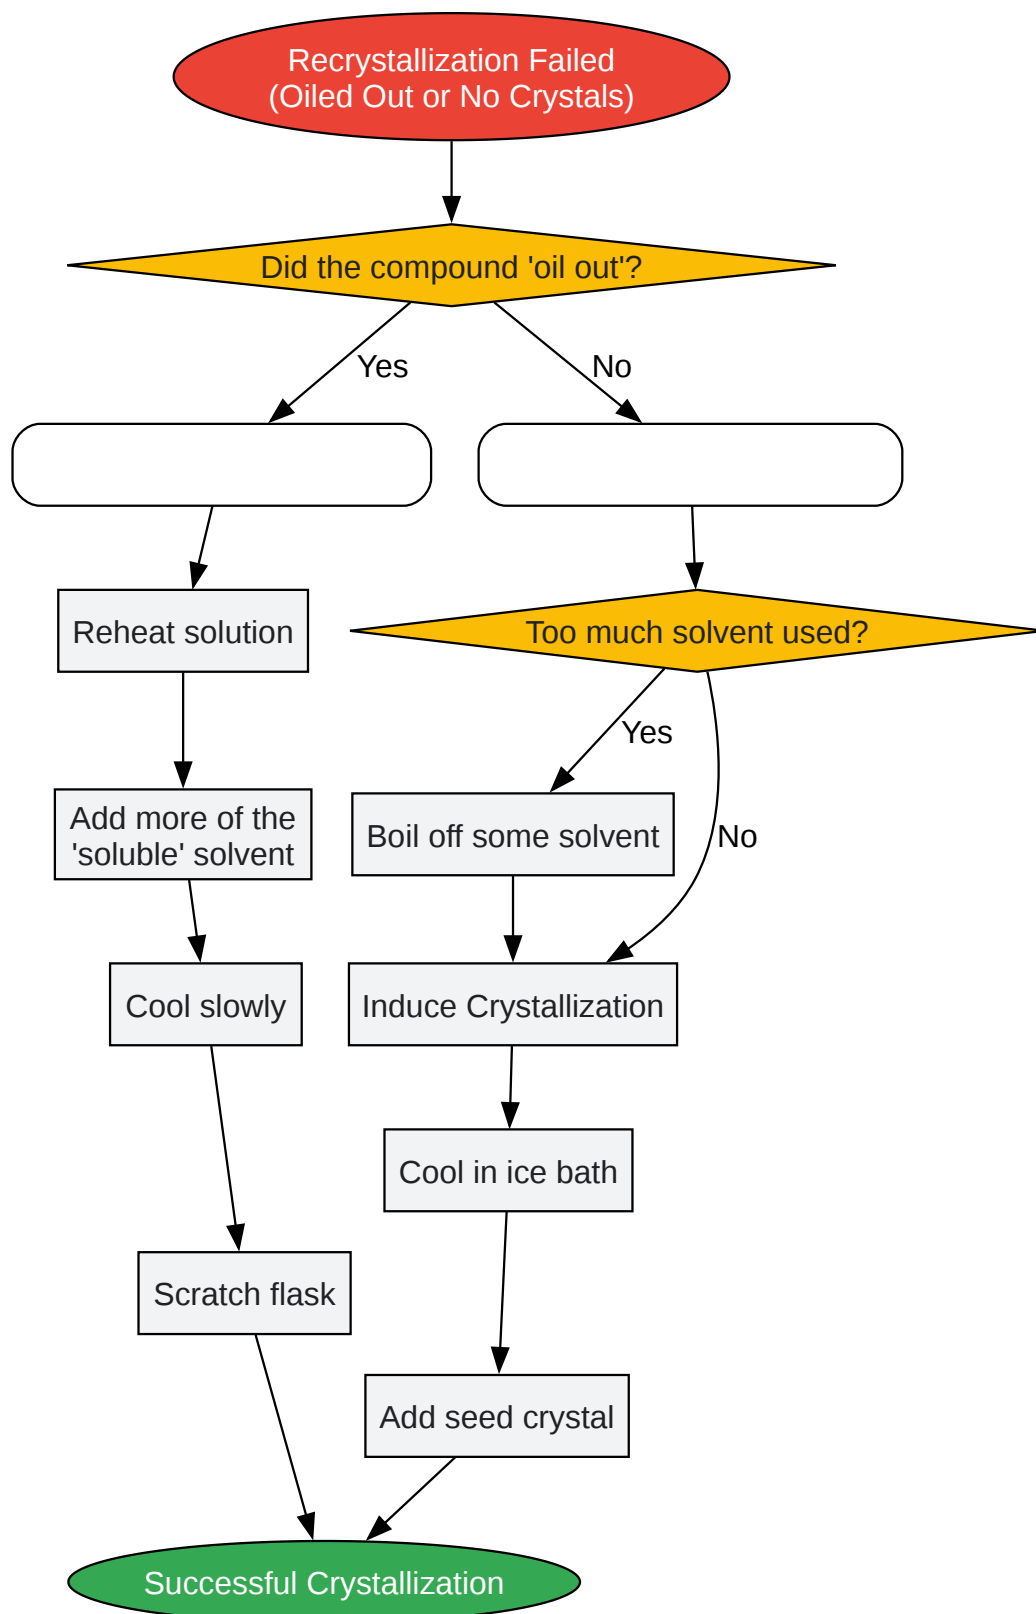 Recrystallization Failed
(Oiled Out or No Crystals)
Did the compound 'oil out'?
Yes
No
Reheat solution
Too much solvent used?
Yes
Add more of the
'soluble' solvent
Boil off some solvent
No
Cool slowly
Induce Crystallization
Cool in ice bath
Scratch flask
Add seed crystal
Successful Crystallization